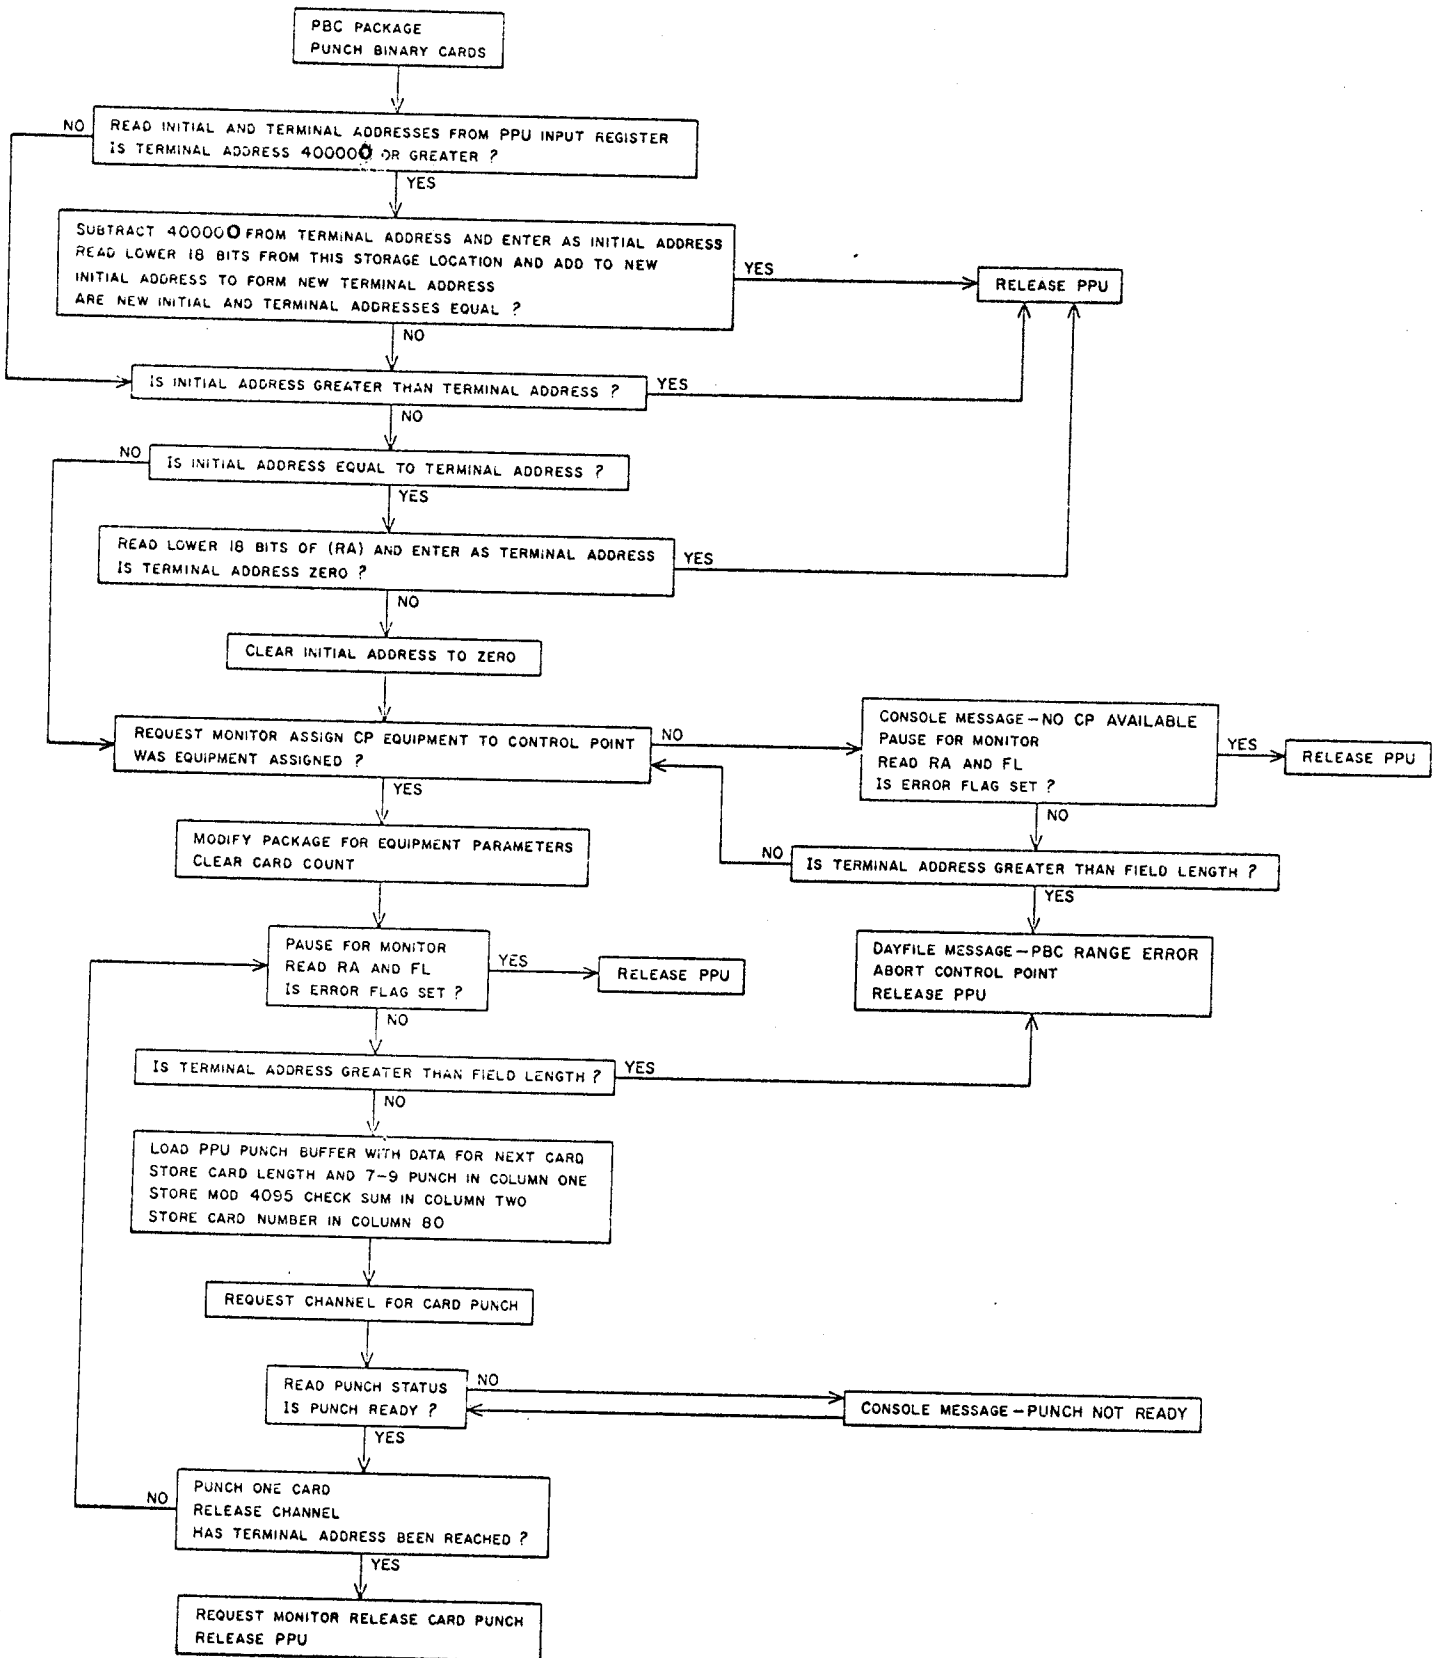 PBC PACKAGE
PUNCH BINARY CARDS
NO
READ INITIAL AND TERMINAL ADDRESSES FROM PPU INPUT REGISTER
IS TERMINAL ADDRESS 400000 OR GREATER ?
YES
SUBTRACT 400000 FROM TERMINAL ADDRESS AND ENTER AS INITIAL ADDRESS
READ LOWER 18 BITS FROM THIS STORAGE LOCATION AND ADD TO NEW
INITIAL ADDRESS TO FORM NEW TERMINAL ADDRESS
ARE NEW INITIAL AND TERMINAL ADDRESSES EQUAL ?
YES
RELEASE PPU
NO
IS INITIAL ADDRESS GREATER THAN TERMINAL ADDRESS ?
YES
NO
NO
IS INITIAL ADDRESS EQUAL TO TERMINAL ADDRESS ?
YES
READ LOWER 18 BITS OF (RA) AND ENTER AS TERMINAL ADDRESS
IS TERMINAL ADDRESS ZERO ?
YES
NO
CLEAR INITIAL ADDRESS TO ZERO
REQUEST MONITOR ASSIGN CP EQUIPMENT TO CONTROL POINT
WAS EQUIPMENT ASSIGNED ?
NO
CONSOLE MESSAGE-NO CP AVAILABLE
PAUSE FOR MONITOR
READ RA AND FL
IS ERROR FLAG SET ?
YES
RELEASE PPU
YES
NO
MODIFY PACKAGE FOR EQUIPMENT PARAMETERS
CLEAR CARD COUNT
NO
IS TERMINAL ADDRESS GREATER THAN FIELD LENGTH ?
YES
PAUSE FOR MONITOR
READ RA AND FL
IS ERROR FLAG SET ?
YES
RELEASE PPU
DAYFILE MESSAGE-PBC RANGE ERROR
ABORT CONTROL POINT
RELEASE PPU
NO
IS TERMINAL ADDRESS GREATER THAN FIELD LENGTH ?
YES
NO
LOAD PPU PUNCH BUFFER WITH DATA FOR NEXT CARD
STORE CARD LENGTH AND 7-9 PUNCH IN COLUMN ONE
STORE MOD 4095 CHECK SUM IN COLUMN TWO
STORE CARD NUMBER IN COLUMN 80
REQUEST CHANNEL FOR CARD PUNCH
READ PUNCH STATUS
IS PUNCH READY ?
NO
CONSOLE MESSAGE-PUNCH NOT READY
YES
NO
PUNCH ONE CARD
RELEASE CHANNEL
HAS TERMINAL ADDRESS BEEN REACHED ?
YES
REQUEST MONITOR RELEASE CARD PUNCH
RELEASE PPU